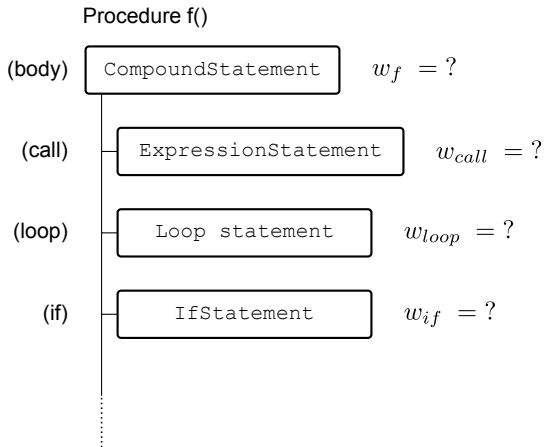 Procedure f()
(body) CompoundStatement w_f = ?
(call) ExpressionStatement w_call = ?
(loop) Loop statement w_loop = ?
(if) IfStatement w_if = ?